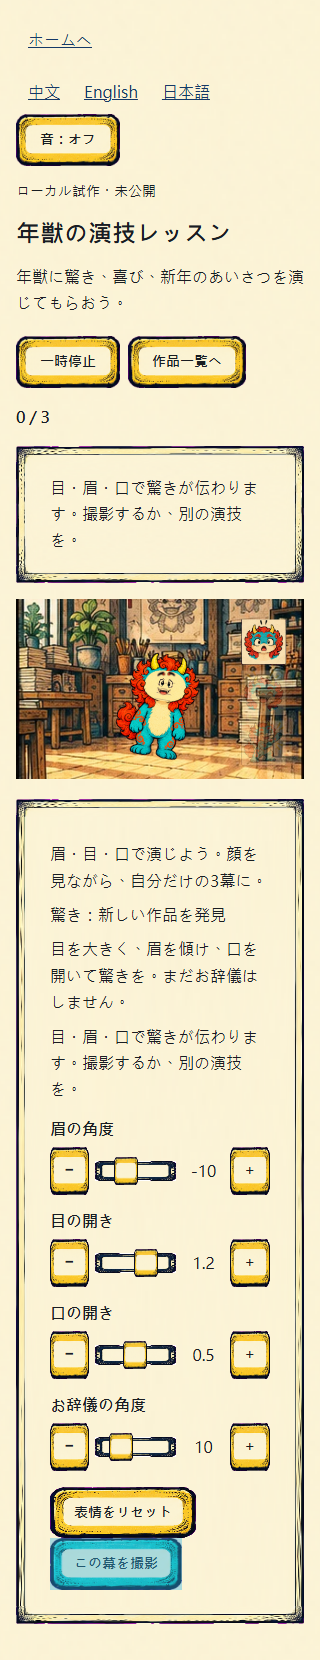 ホームへ
中文 English 日本語
音：オフ
ローカル試作・未公開
年獣の演技レッスン
年獣に驚き、喜び、新年のあいさつを演
じてもらおう。
一時停止 作品一覧へ
0 / 3
目・眉・口で驚きが伝わりま
す。撮影するか、別の演技
を。
眉・目・口で演じよう。顔を
見ながら、自分だけの3幕に。
驚き：新しい作品を発見
目を大きく、眉を傾け、口を
開いて驚きを。まだお辞儀は
しません。
目・眉・口で驚きが伝わりま
す。撮影するか、別の演技
を。
眉の角度
− -10 +
目の開き
− 1.2 +
口の開き
− 0.5 +
お辞儀の角度
− 10 +
表情をリセット
この幕を撮影